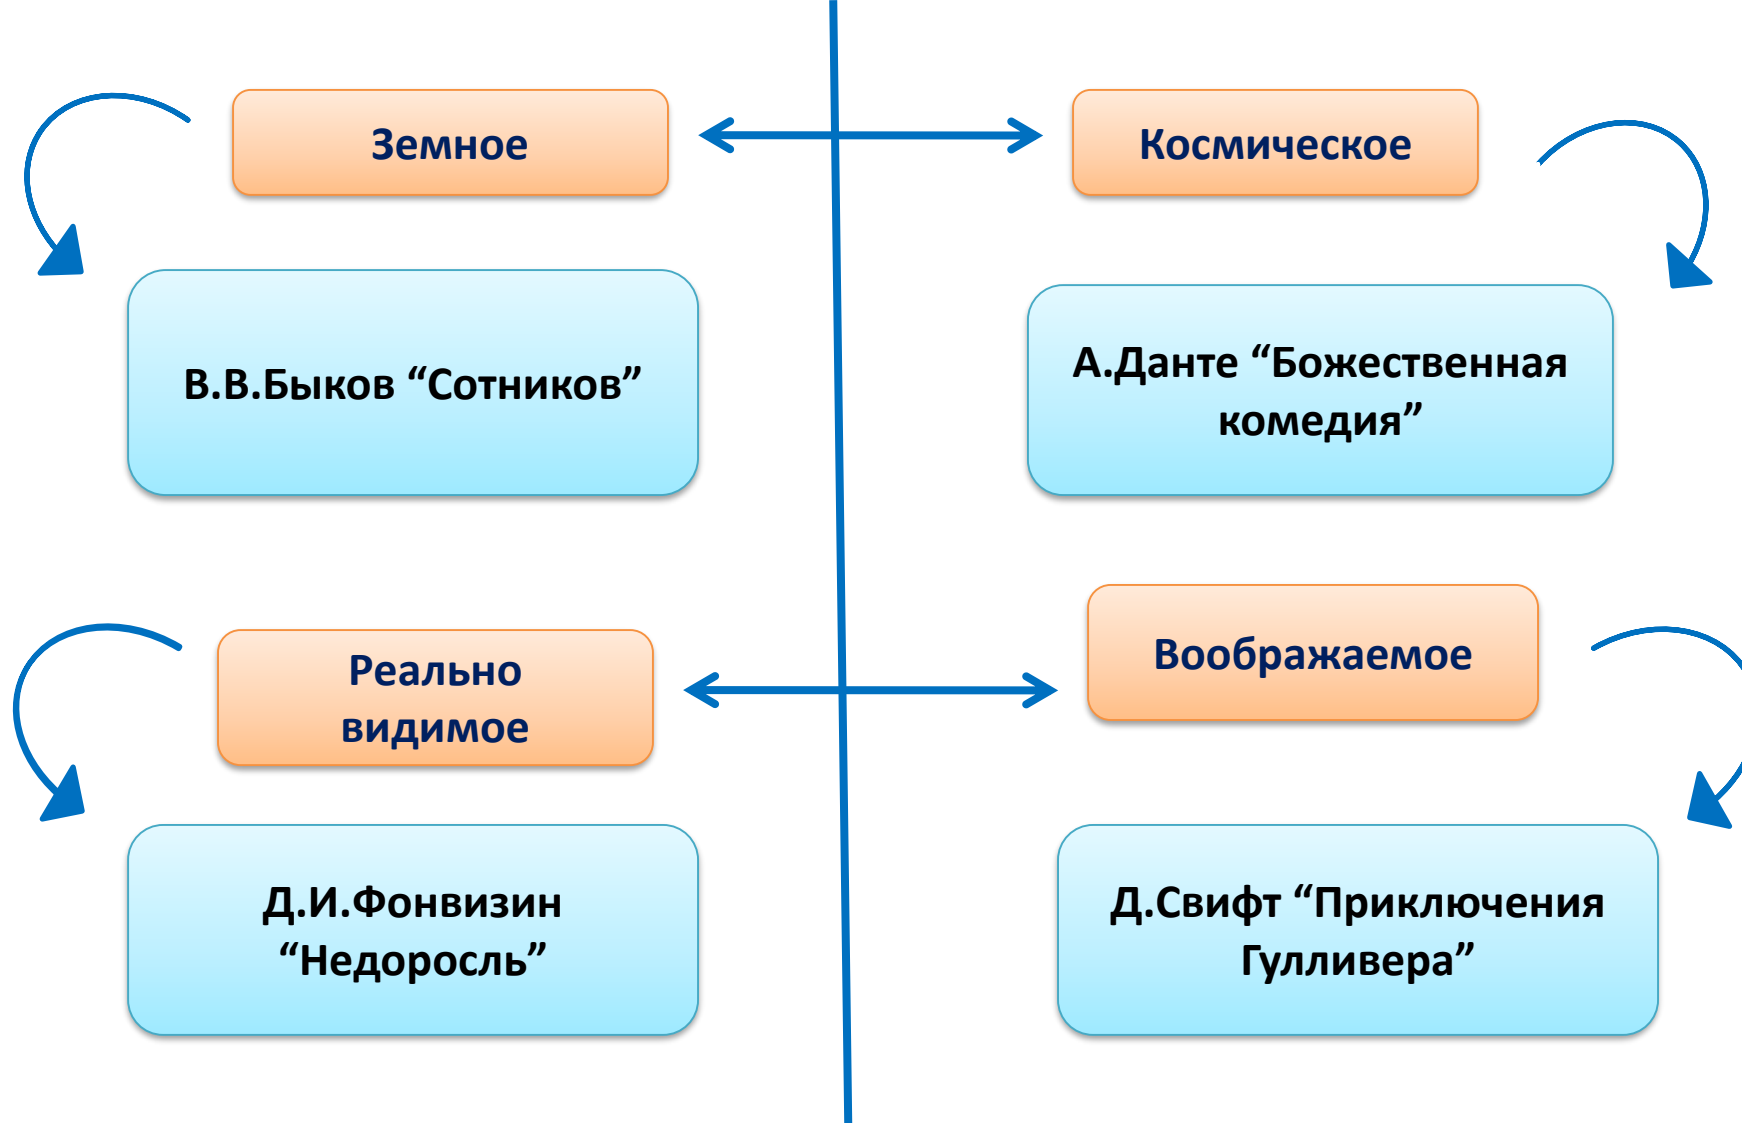 Земное
Космическое
В.В.Быков “Сотников”
А.Данте “Божественная
комедия”
Реально
видимое
Воображаемое
Д.И.Фонвизин
“Недоросль”
Д.Свифт “Приключения
Гулливера”